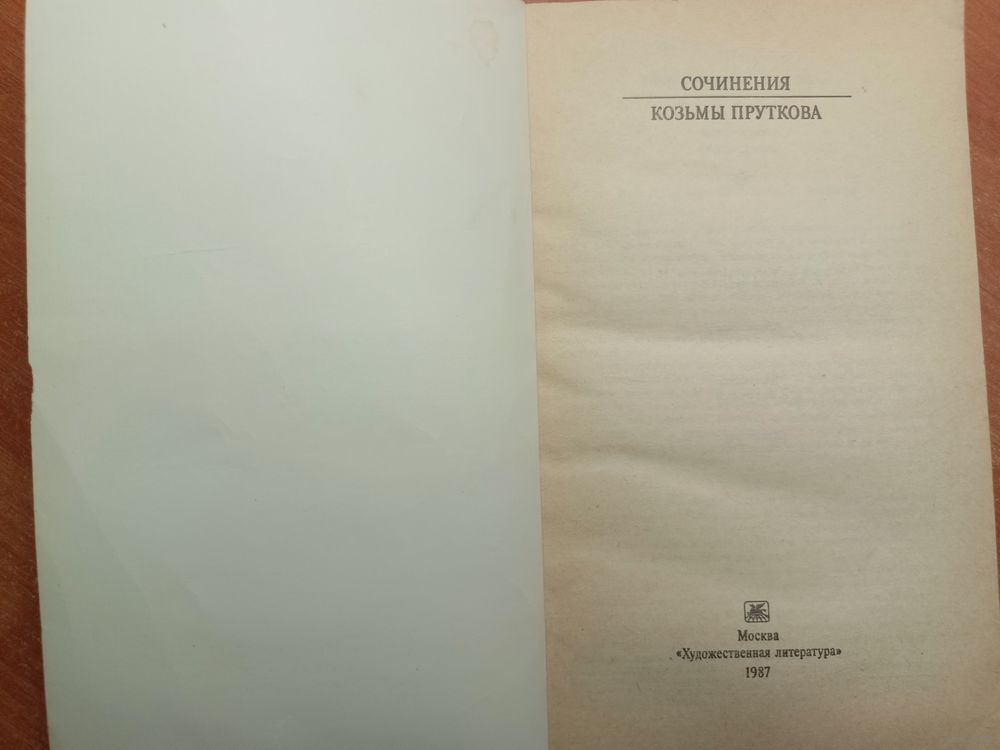 СОЧИНЕНИЯ
КОЗЬМЫ ПРУТКОВА
Москва
«Художественная литература»
1987